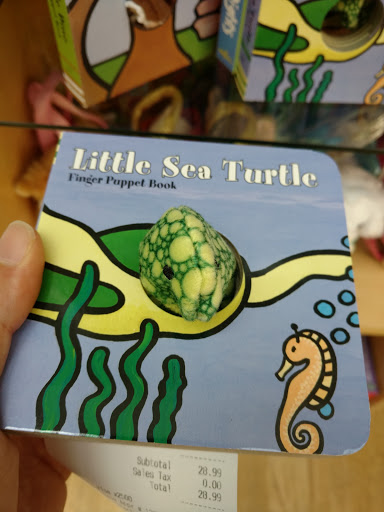 Little Sea Turtle
Finger Puppet Book
Subtotal 28.99
Sales Tax 0.00
Total 28.99